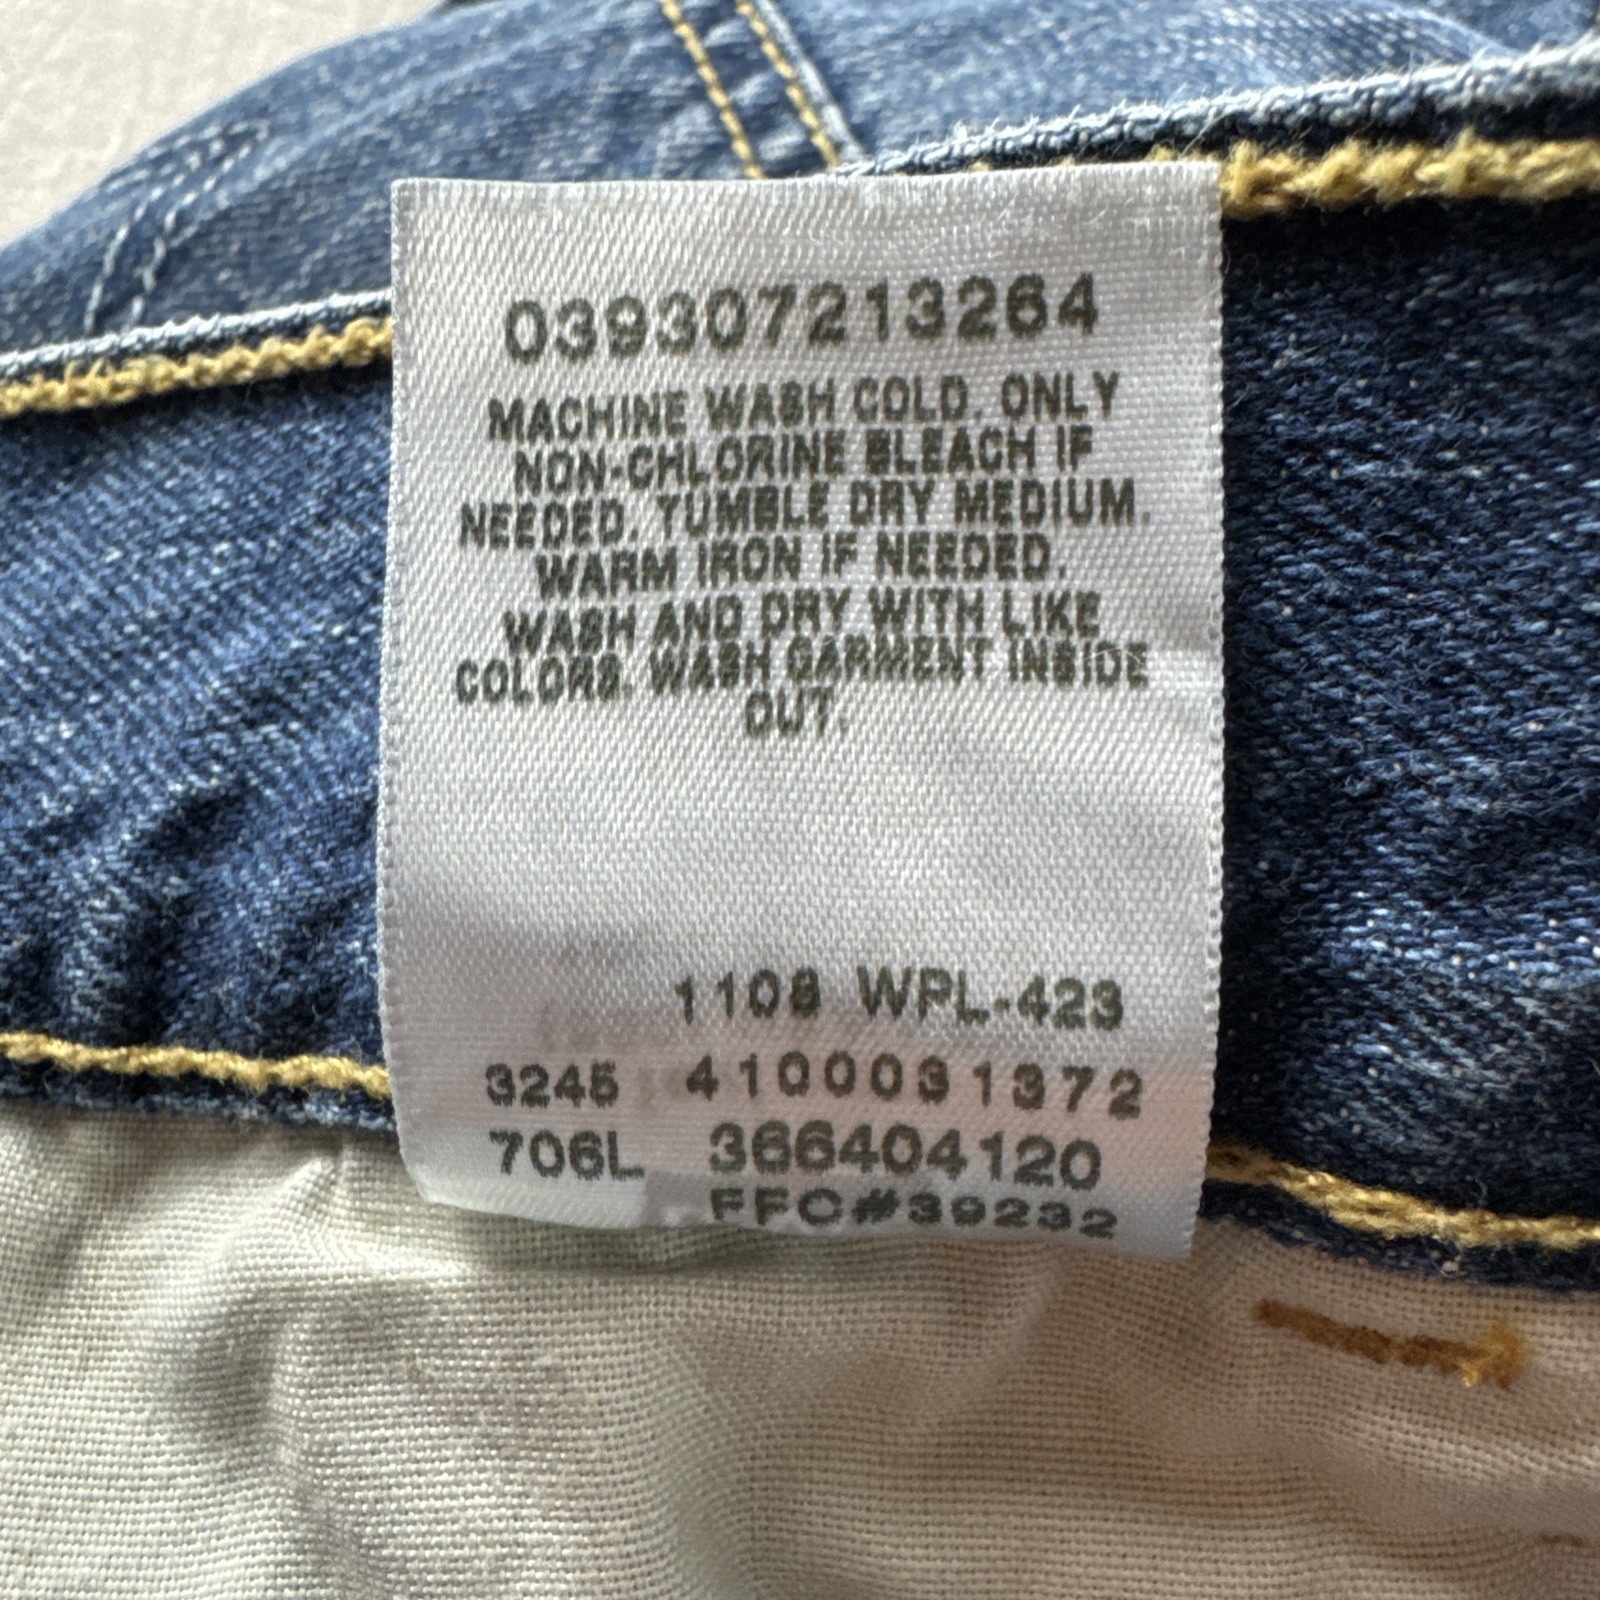 039307213264
MACHINE WASH COLD. ONLY
NON-CHLORINE BLEACH IF
NEEDED. TUMBLE DRY MEDIUM.
WARM IRON IF NEEDED.
WASH AND DRY WITH LIKE
COLORS. WASH GARMENT INSIDE
OUT.
1108 WPL-423
3245 4100031372
706L 366404120
FFC#39232